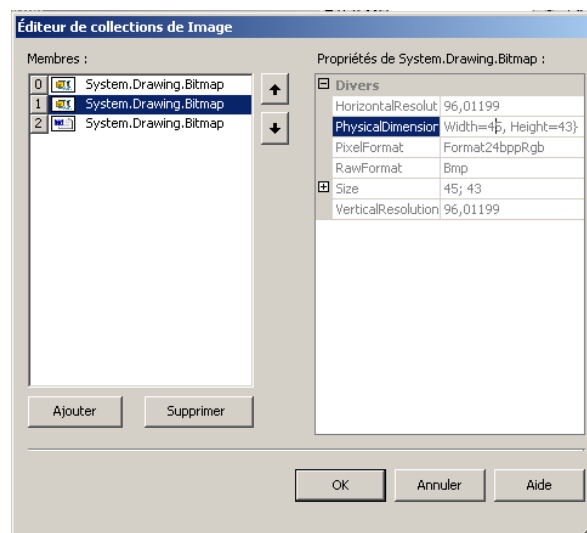 Éditeur de collections de Image
Membres :
0 System.Drawing.Bitmap
1 System.Drawing.Bitmap
2 System.Drawing.Bitmap
Ajouter Supprimer
Propriétés de System.Drawing.Bitmap :
Divers
HorizontalResolut 96,01199
PhysicalDimension Width=45, Height=43}
PixelFormat Format24bppRgb
RawFormat Bmp
Size 45; 43
VerticalResolution 96,01199
OK Annuler Aide